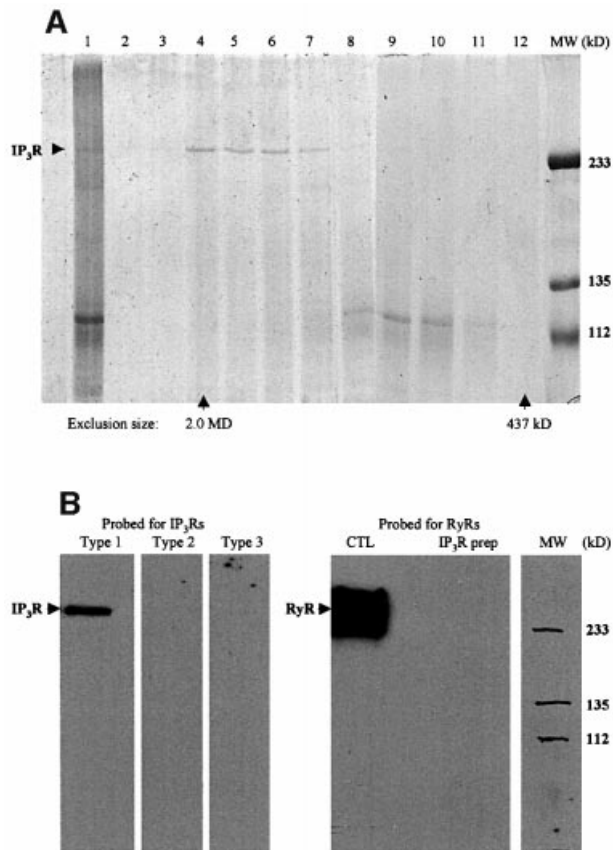 A
1 2 3 4 5 6 7 8 9 10 11 12 MW (kD)
IP₃R
233
135
112
Exclusion size: 2.0 MD 437 kD
B
Probed for IP₃Rs Probed for RyRs
Type 1 Type 2 Type 3 CTL IP₃R prep MW (kD)
IP₃R RyR
233
135
112